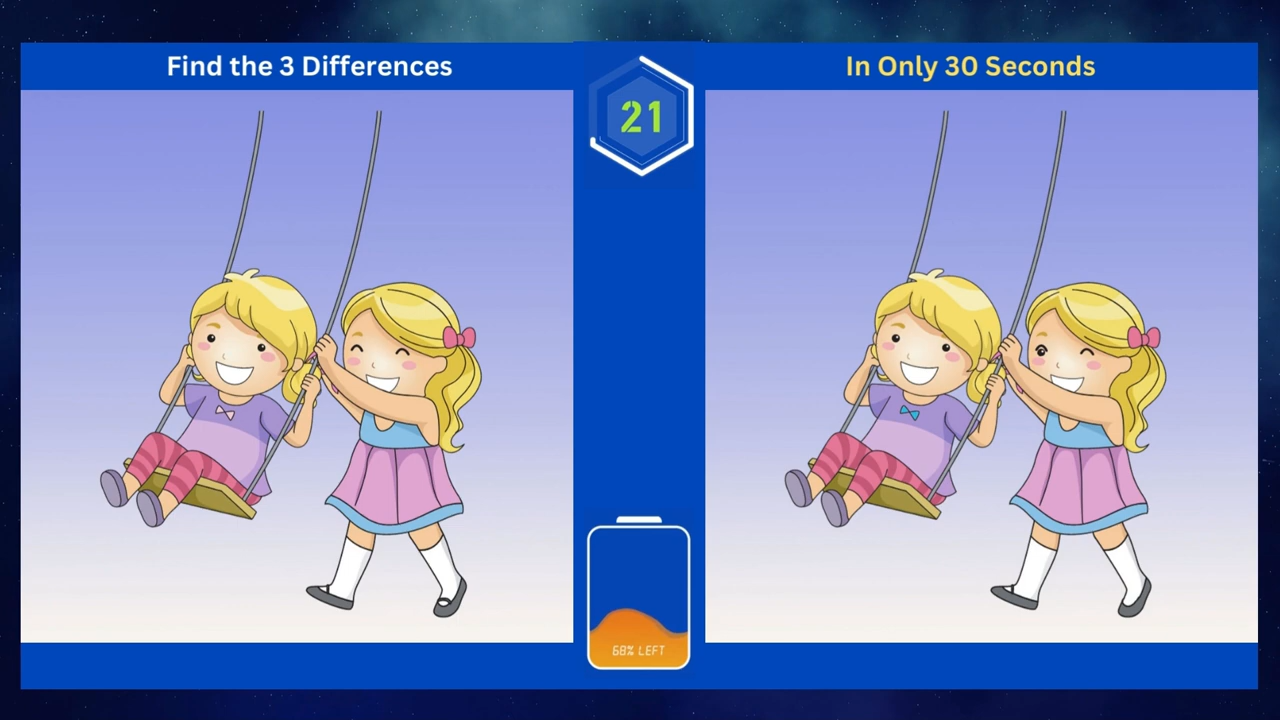 Find the 3 Differences
In Only 30 Seconds
21
68% LEFT